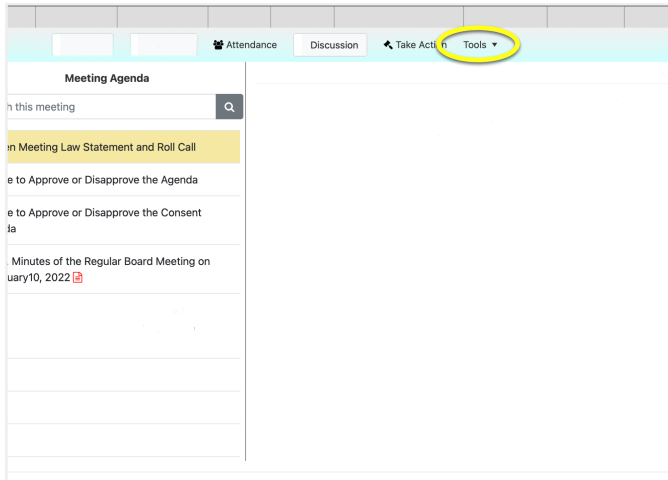 Attendance Discussion Take Action Tools ▼
Meeting Agenda
h this meeting
en Meeting Law Statement and Roll Call
e to Approve or Disapprove the Agenda
e to Approve or Disapprove the Consent
da
. Minutes of the Regular Board Meeting on
uary10, 2022